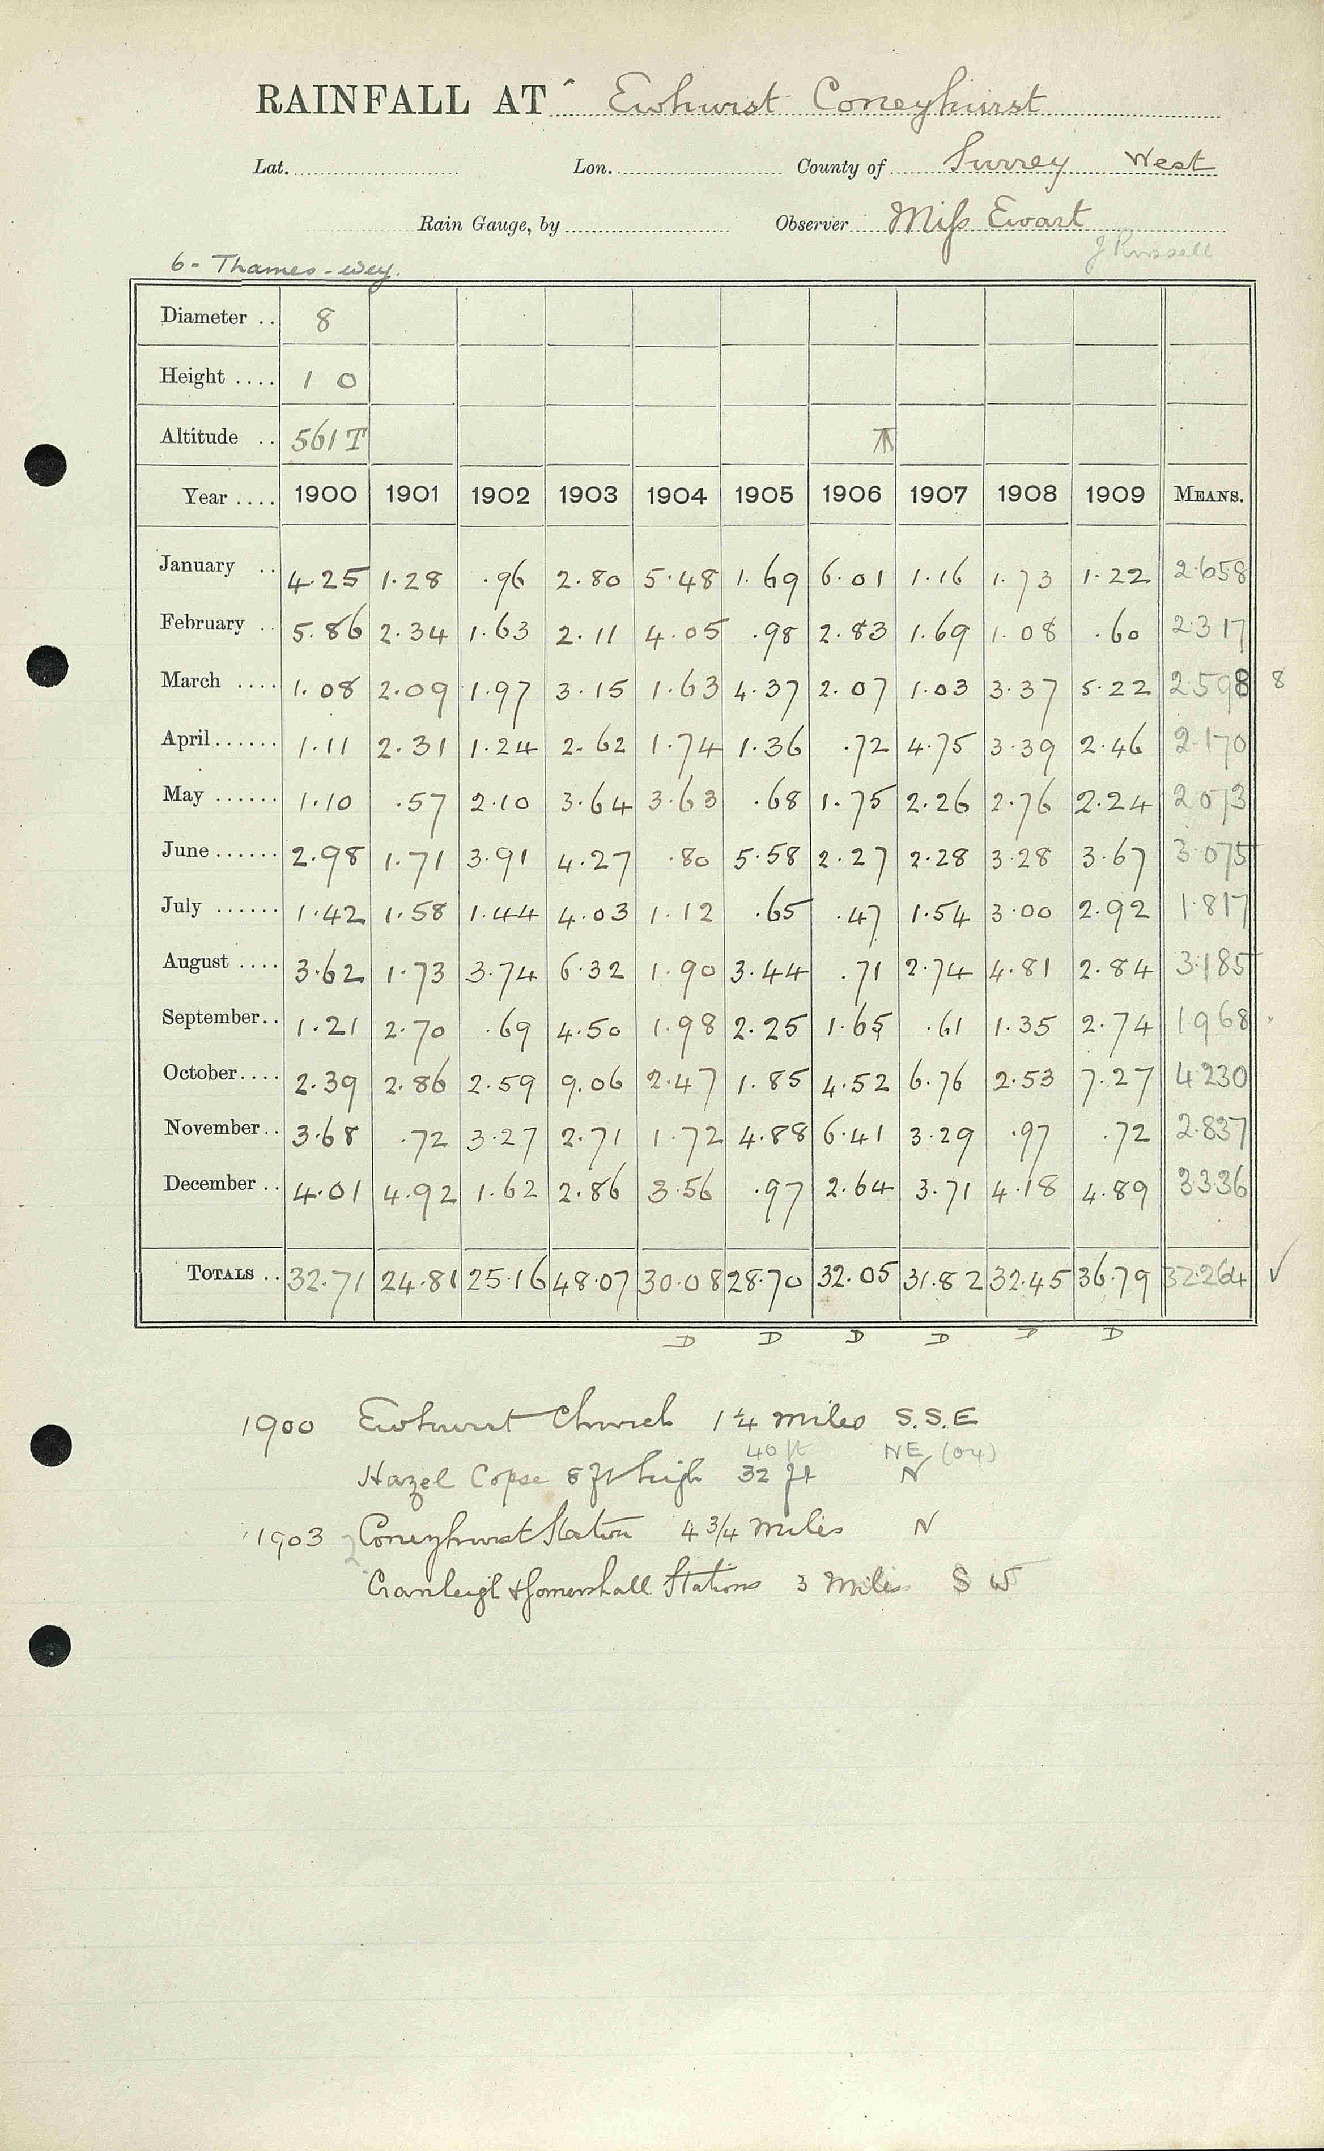 RAINFALL AT Ewhurst Coneyhurst
Lat. Lon. County of Surrey West
Rain Gauge, by Observer Miss Ewart
J Russell
6 - Thames - Wey.
Diameter .. 8
Height .... 1 0
Altitude .. 561 T
Year .... 1900 1901 1902 1903 1904 1905 1906 1907 1908 1909 MEANS.
January .. 4.25 1.28 .96 2.80 5.48 1.69 6.01 1.16 1.73 1.22 2.658
February .. 5.86 2.34 1.63 2.11 4.05 .98 2.83 1.69 1.08 .60 2.317
March .... 1.08 2.09 1.97 3.15 1.63 4.37 2.07 1.03 3.37 5.22 2.598 8
April...... 1.11 2.31 1.24 2.62 1.74 1.36 .72 4.75 3.39 2.46 2.170
May ...... 1.10 .57 2.10 3.64 3.63 .68 1.75 2.26 2.76 2.24 2.073
June...... 2.98 1.71 3.91 4.27 .80 5.58 2.27 2.28 3.28 3.67 3.075
July ...... 1.42 1.58 1.44 4.03 1.12 .65 .47 1.54 3.00 2.92 1.817
August .... 3.62 1.73 3.74 6.32 1.90 3.44 .71 2.74 4.81 2.84 3.185
September.. 1.21 2.70 .69 4.50 1.98 2.25 1.65 .61 1.35 2.74 1968
October.... 2.39 2.86 2.59 9.06 2.47 1.85 4.52 6.76 2.53 7.27 4.230
November.. 3.68 .72 3.27 2.71 1.72 4.88 6.41 3.29 .97 .72 2.837
December .. 4.01 4.92 1.62 2.86 3.56 .97 2.64 3.71 4.18 4.89 3336
TOTALS .. 32.71 24.81 25.16 48.07 30.08 28.70 32.05 31.82 32.45 36.79 32.264 ✓
D D D D D D
1900 Ewhurst Church 1 1/4 miles S.S.E
40 ft NE (04)
Hazel Copse 8 ft high 32 ft N
1903 Coneyhurst Station 4 3/4 miles N
Cranleigh & Gomershall Stations 3 Miles S W